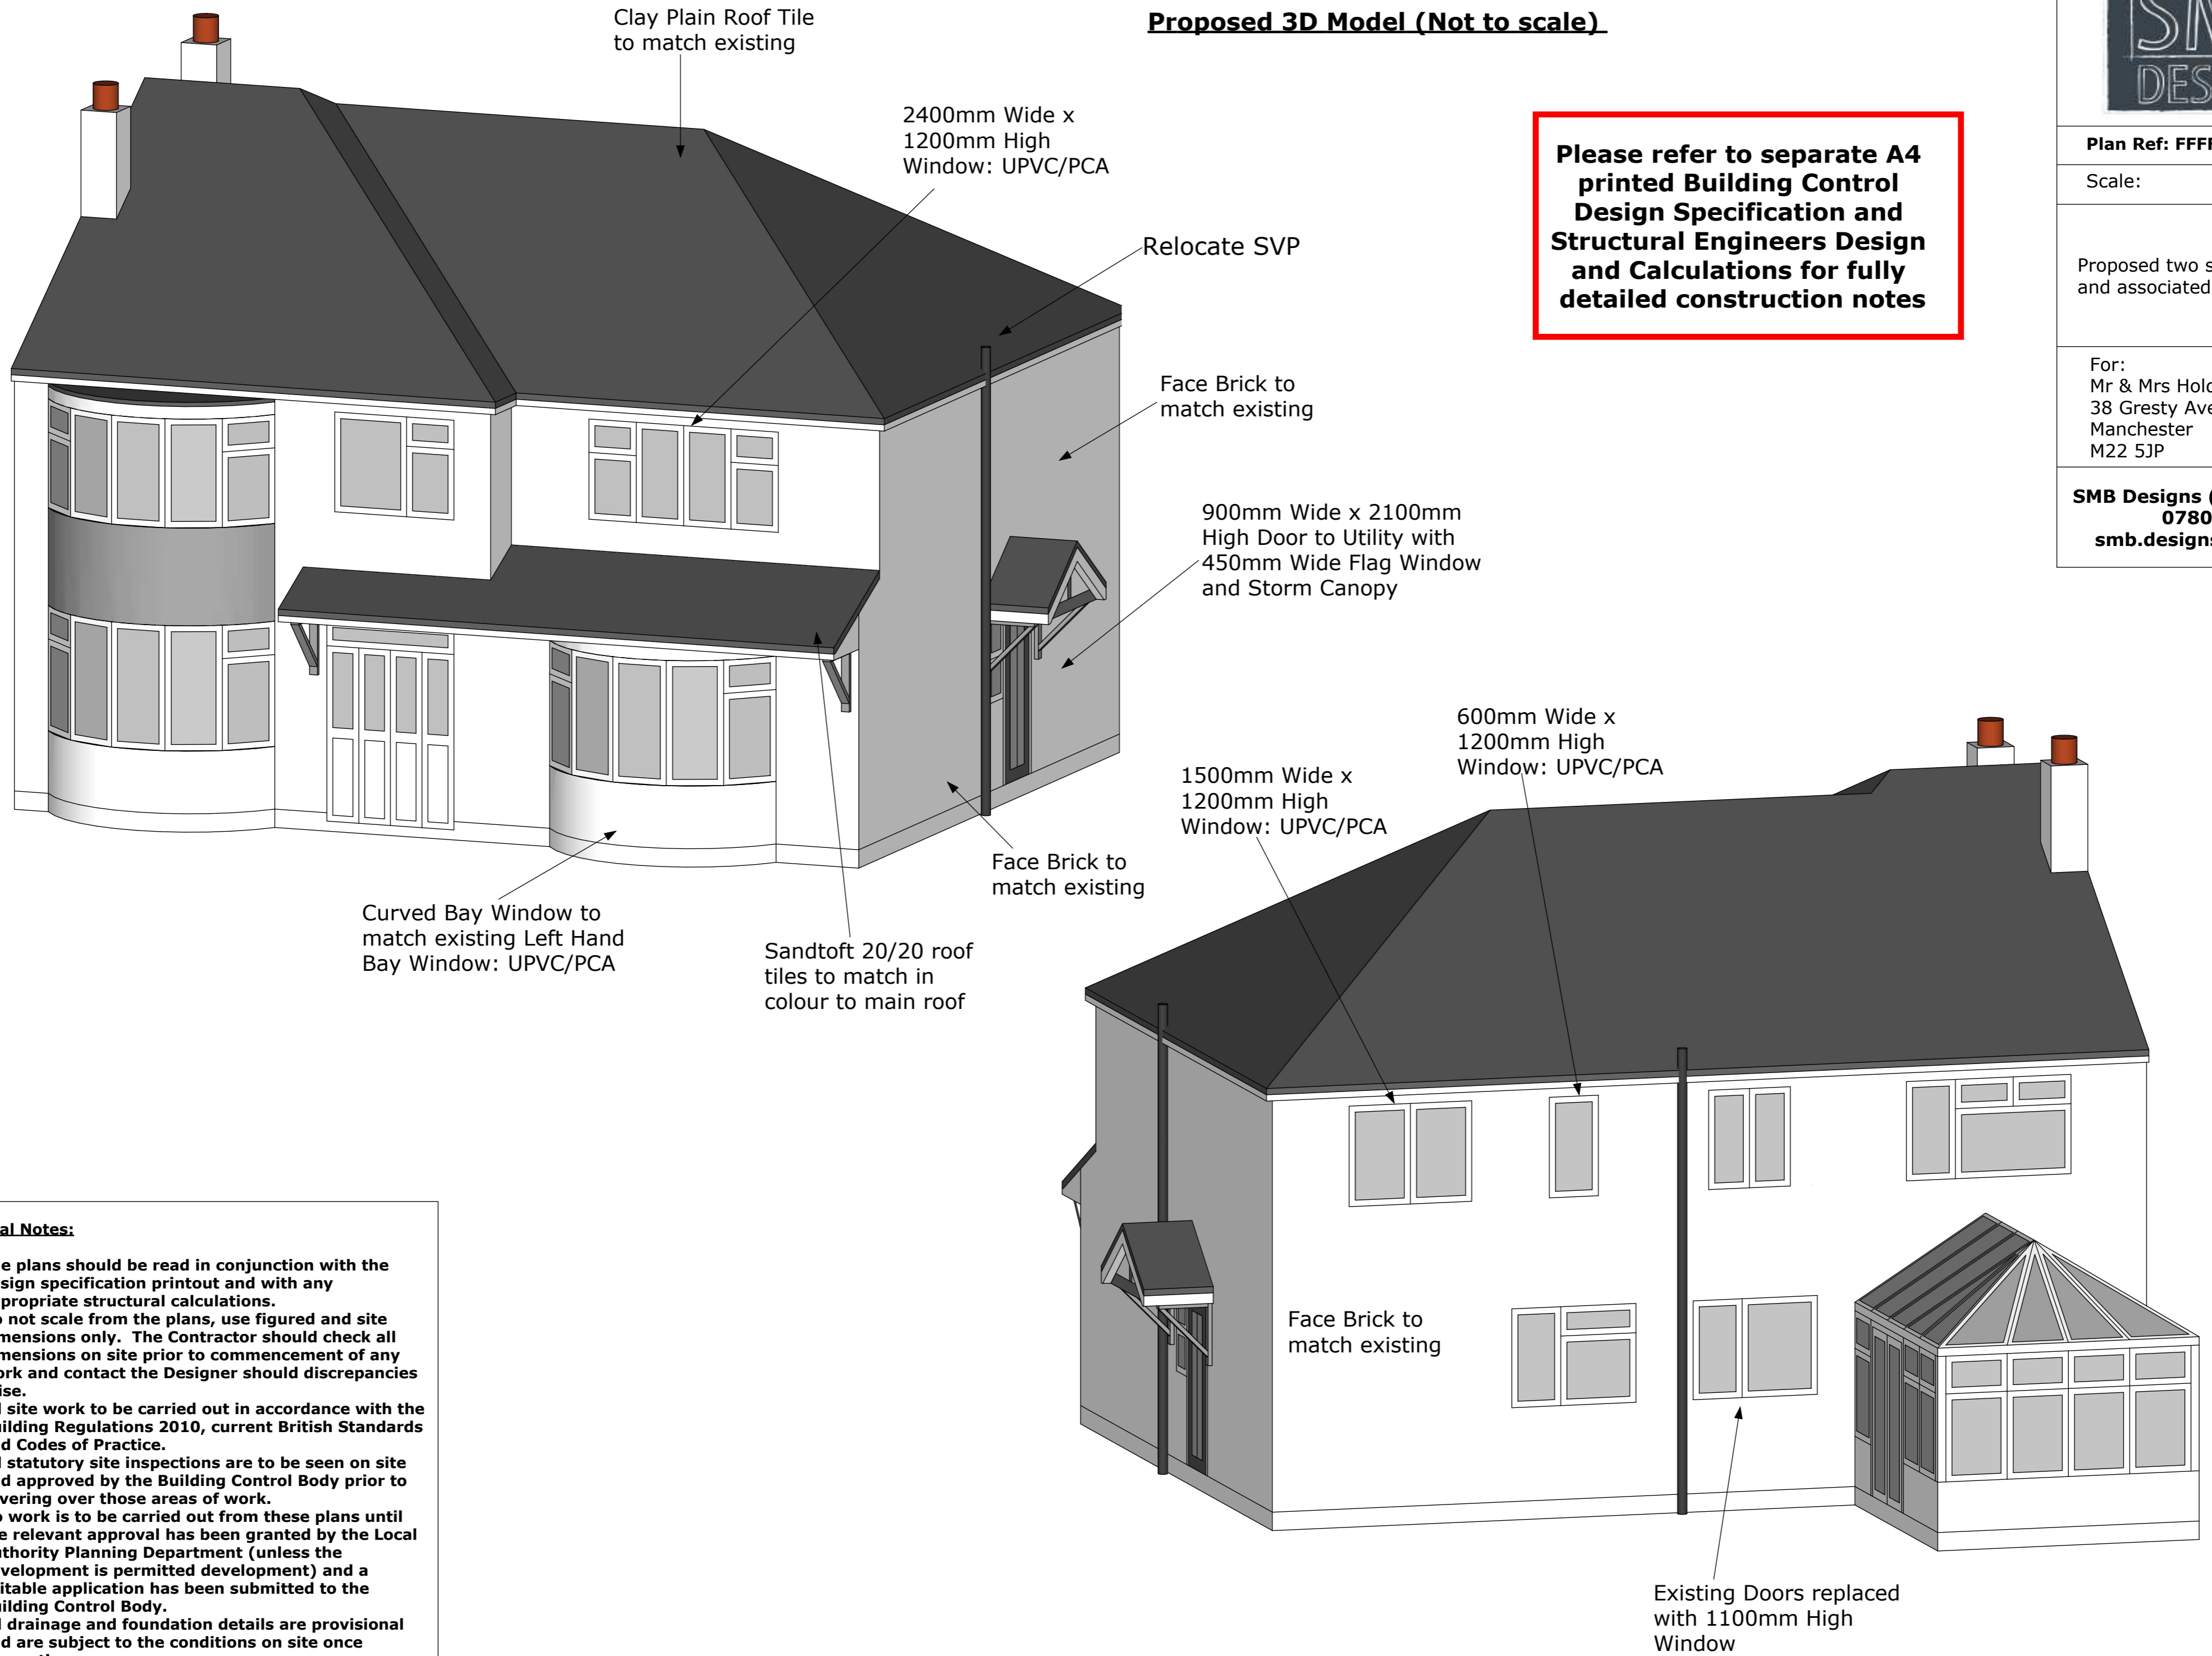 Proposed 3D Model (Not to scale)
Clay Plain Roof Tile
to match existing
2400mm Wide x
1200mm High
Window: UPVC/PCA
Relocate SVP
Face Brick to
match existing
900mm Wide x 2100mm
High Door to Utility with
450mm Wide Flag Window
and Storm Canopy
Face Brick to
match existing
Sandtoft 20/20 roof
tiles to match in
colour to main roof
Curved Bay Window to
match existing Left Hand
Bay Window: UPVC/PCA
Please refer to separate A4
printed Building Control
Design Specification and
Structural Engineers Design
and Calculations for fully
detailed construction notes
SM
DES
Plan Ref: FFFF
Scale:
Proposed two s
and associated
For:
Mr & Mrs Hold
38 Gresty Ave
Manchester
M22 5JP
SMB Designs (
0780
smb.designs
600mm Wide x
1200mm High
Window: UPVC/PCA
1500mm Wide x
1200mm High
Window: UPVC/PCA
Face Brick to
match existing
Existing Doors replaced
with 1100mm High
Window
al Notes:
e plans should be read in conjunction with the
sign specification printout and with any
propriate structural calculations.
o not scale from the plans, use figured and site
mensions only. The Contractor should check all
mensions on site prior to commencement of any
ork and contact the Designer should discrepancies
ise.
l site work to be carried out in accordance with the
uilding Regulations 2010, current British Standards
d Codes of Practice.
l statutory site inspections are to be seen on site
d approved by the Building Control Body prior to
vering over those areas of work.
o work is to be carried out from these plans until
e relevant approval has been granted by the Local
uthority Planning Department (unless the
velopment is permitted development) and a
itable application has been submitted to the
uilding Control Body.
l drainage and foundation details are provisional
d are subject to the conditions on site once